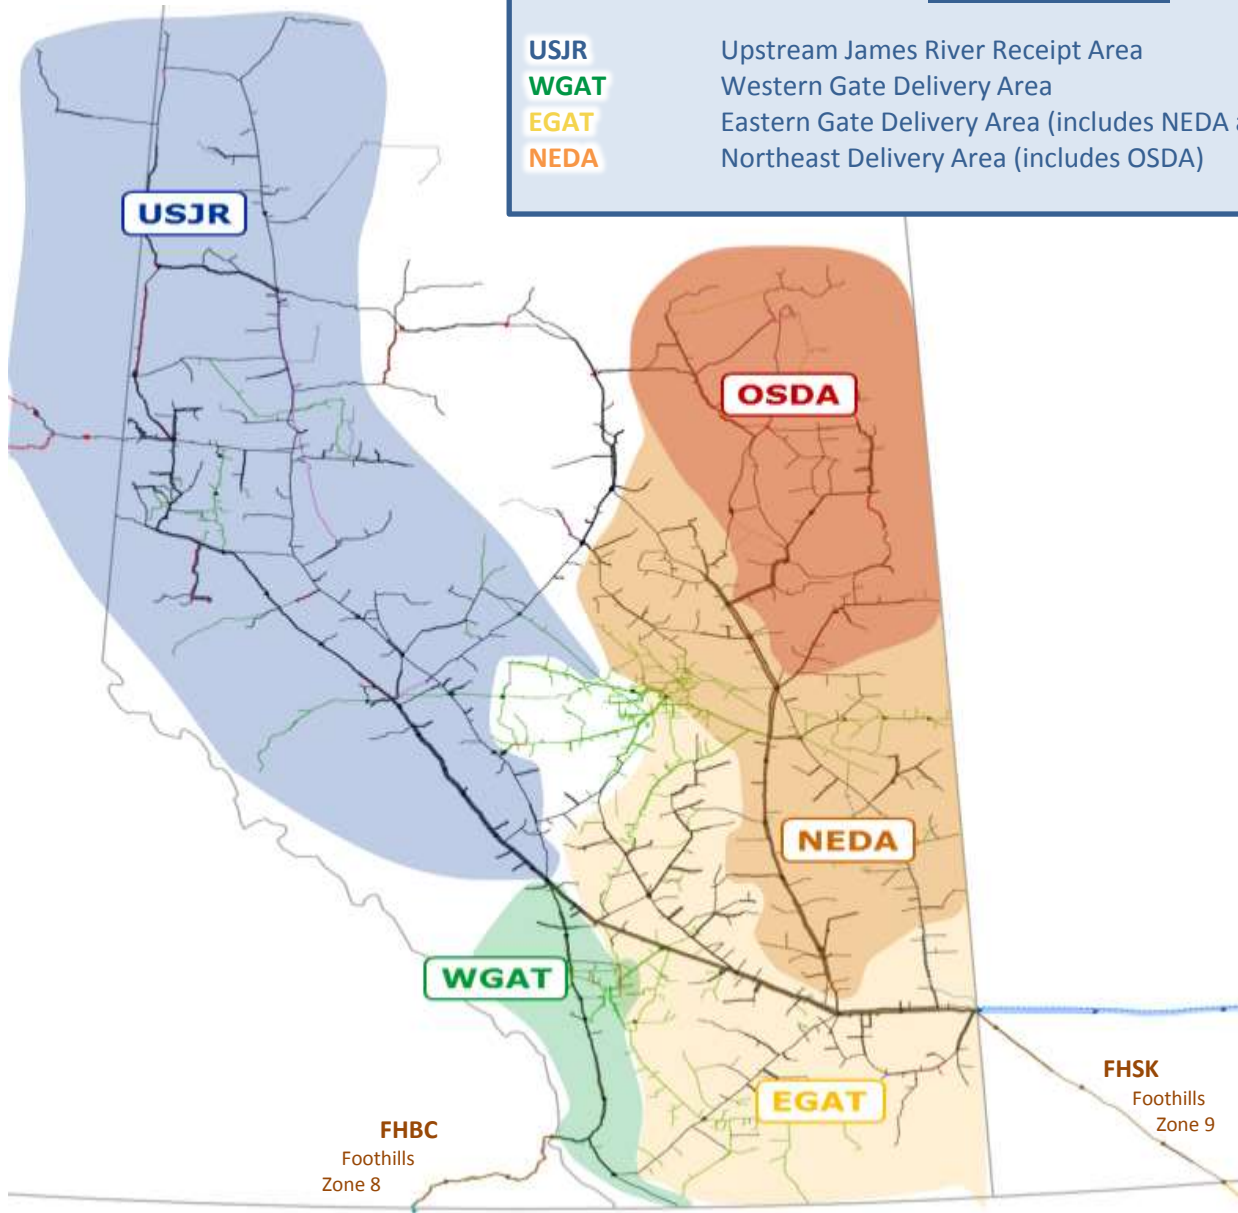 USJR Upstream James River Receipt Area
WGAT Western Gate Delivery Area
EGAT Eastern Gate Delivery Area (includes NEDA a
NEDA Northeast Delivery Area (includes OSDA)
USJR
OSDA
NEDA
WGAT
EGAT
FHSK
Foothills
Zone 9
FHBC
Foothills
Zone 8